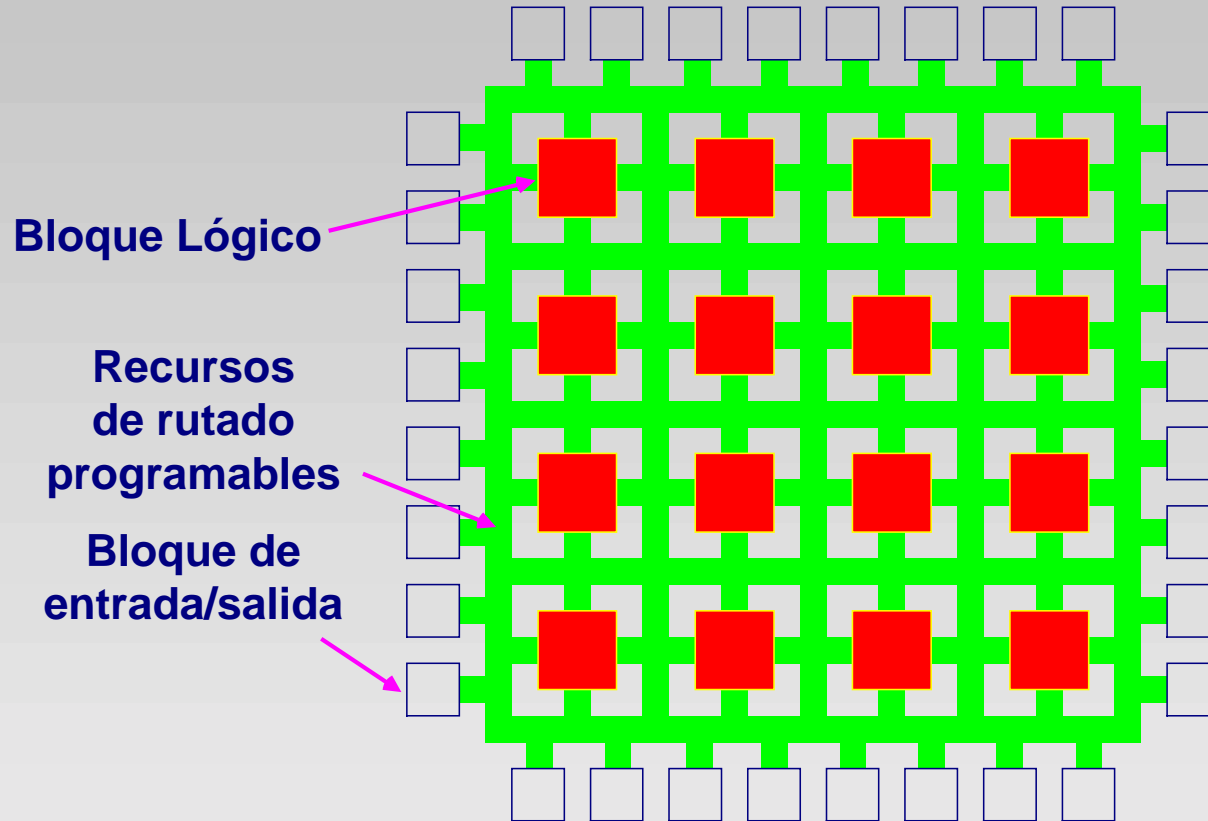 Bloque Lógico
Recursos
de rutado
programables
Bloque de
entrada/salida